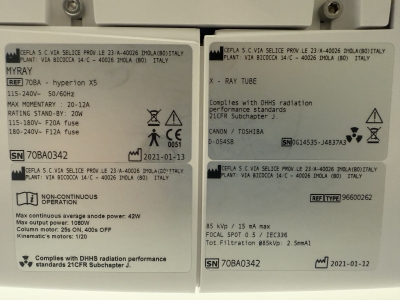 CEFLA S.C. VIA SELICE PROV.LE 23/A-40026 IMOLA(BO)ITALY
PLANT: VIA BICOCCA 14/C - 40026 IMOLA (BO) ITALY
MYRAY
REF 70BA - hyperion X5
115-240V~ 50/60Hz
MAX MOMENTARY : 20-12A
RATING STAND-BY: 20W
115-180V~ F20A fuse
180-240V~ F12A fuse
0051
SN 70BA0342
2021-01-13
CEFLA S.C. VIA SELICE PROV.LE 23/A-40026 IMOLA(BO)ITALY
PLANT: VIA BICOCCA 14/C - 40026 IMOLA (BO) ITALY
NON-CONTINUOUS
OPERATION
Max continuous average anode power: 42W
Max output power: 1080W
Column motor: 25s ON, 400s OFF
Kinematic's motors: 1/20
Complies with DHHS radiation performance
standards 21CFR Subchapter J.
CEFLA S.C. VIA SELICE PROV.LE 23/A-40026 IMOLA(BO)ITALY
PLANT: VIA BICOCCA 14/C - 40026 IMOLA (BO) ITALY
X - RAY TUBE
Complies with DHHS radiation
performance standards
21CFR Subchapter J.
CANON / TOSHIBA
D-054SB
SN 0G14535-J4837A3
CEFLA S.C. VIA SELICE PROV.LE 23/A-40026 IMOLA(BO)ITALY
PLANT: VIA BICOCCA 14/C - 40026 IMOLA (BO) ITALY
REF TYPE 96600262
85 kVp / 15 mA max
FOCAL SPOT 0.5 / IEC336
Tot.Filtration @85kVp: 2.5mmAl
SN 70BA0342
2021-01-12